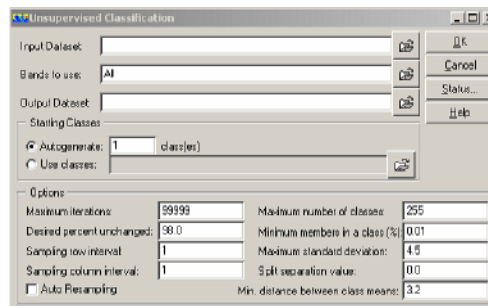 Unsupervised Classification
Input Dataset:
OK
Bands to use: All
Cancel
Output Dataset:
Status...
Help
Starting Classes
Autogenerate: 1 class(es)
Use classes:
Options
Maximum iterations: 99999
Maximum number of classes: 255
Desired percent unchanged: 98.0
Minimum members in a class (%): 0.01
Sampling row interval: 1
Maximum standard deviation: 4.5
Sampling column interval: 1
Split separation value: 0.0
Auto Resampling
Min. distance between class means: 3.2